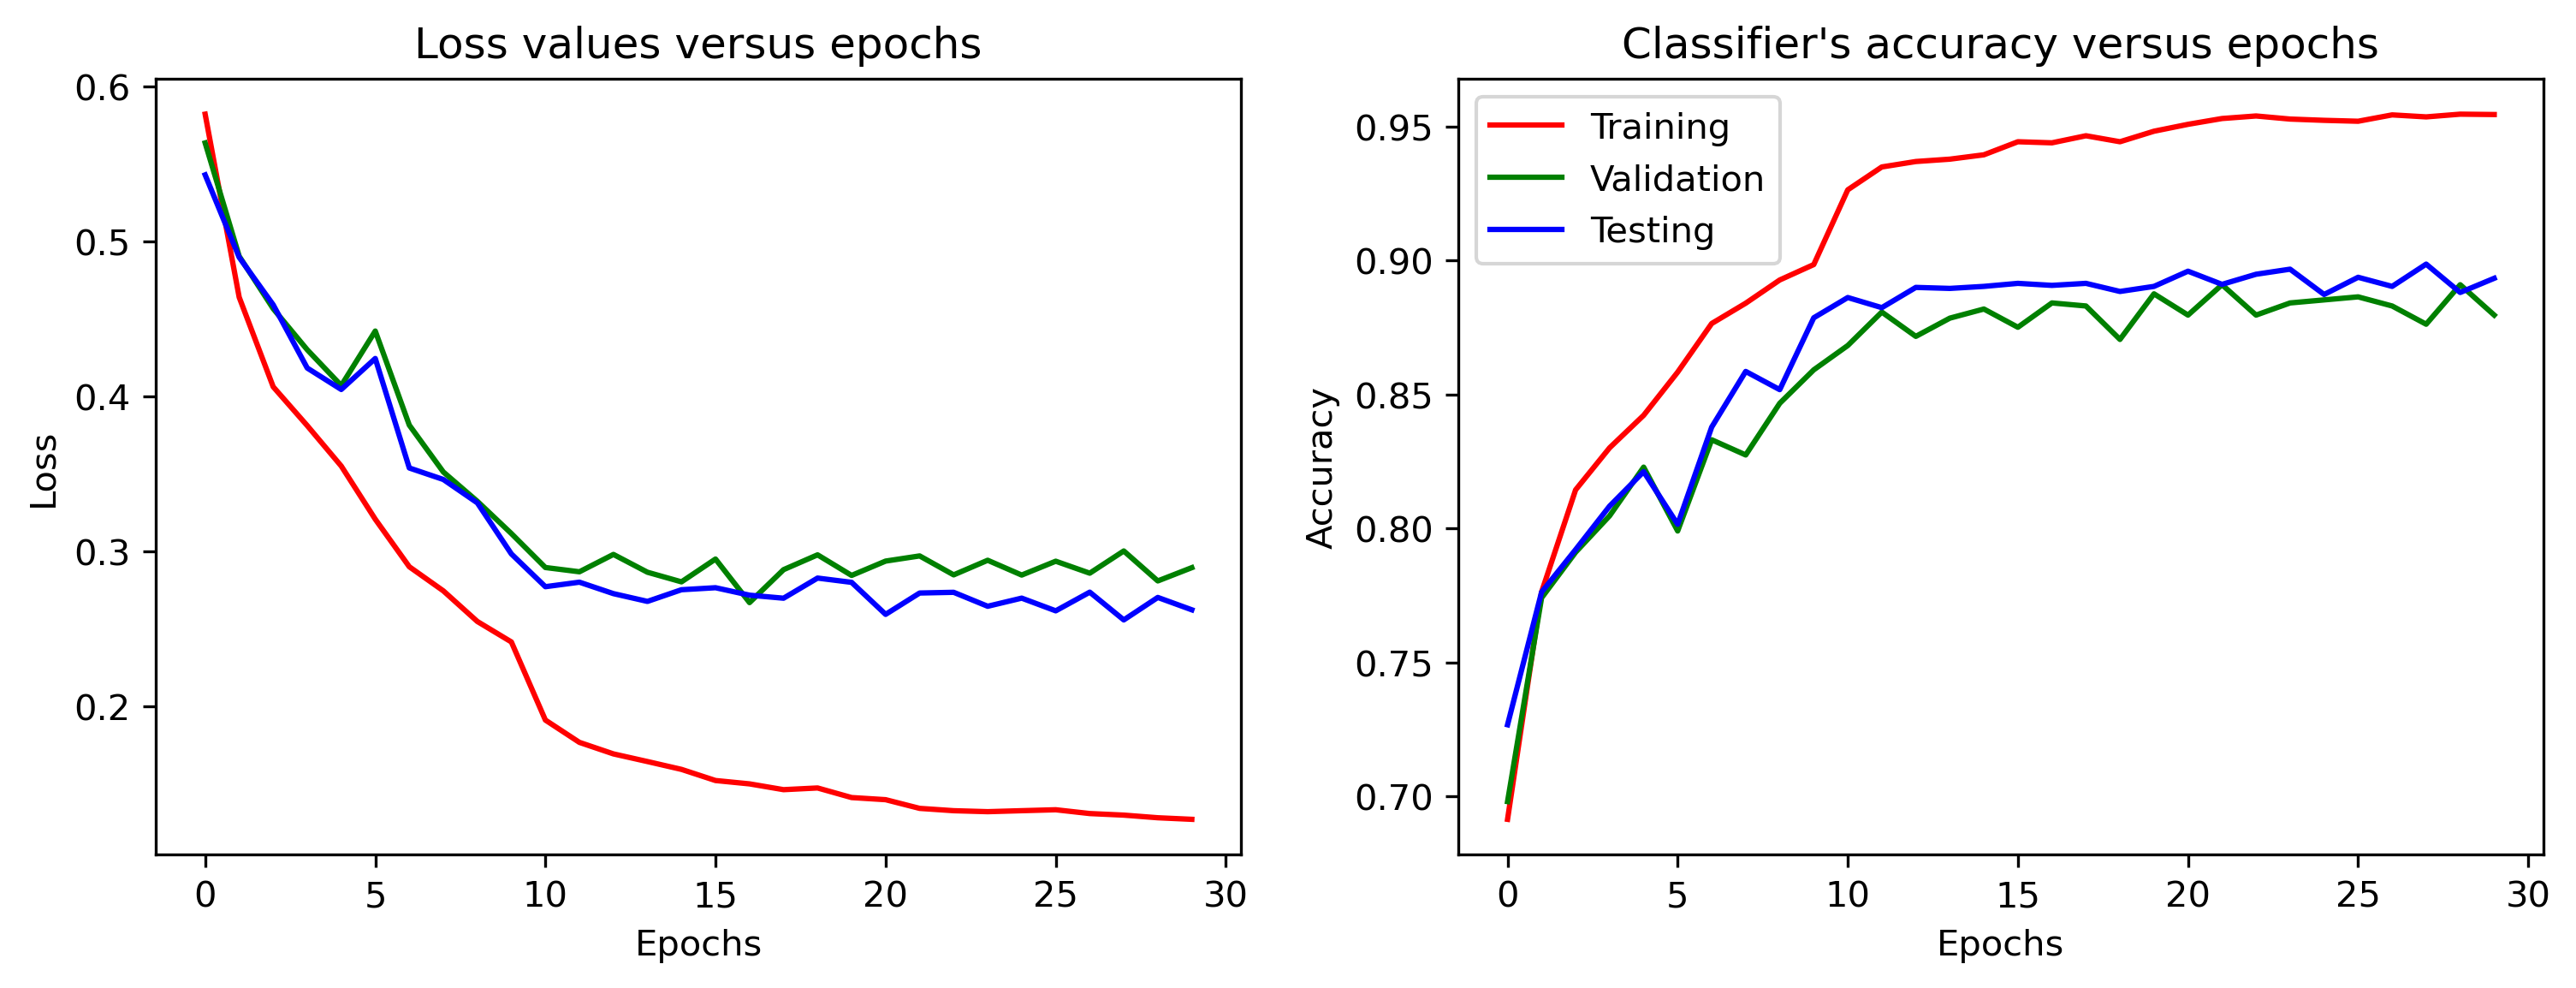 Loss values versus epochs
0.6
0.5
0.4
0.3
0.2
Loss
0 5 10 15 20 25 30
Epochs
Classifier's accuracy versus epochs
Training
Validation
Testing
0.95
0.90
0.85
0.80
0.75
0.70
Accuracy
0 5 10 15 20 25 30
Epochs